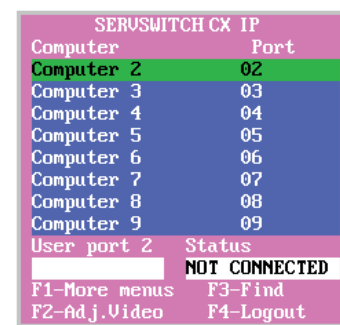 SERVSWITCH CX IP
Computer Port
Computer 2 02
Computer 3 03
Computer 4 04
Computer 5 05
Computer 6 06
Computer 7 07
Computer 8 08
Computer 9 09
User port 2 Status
NOT CONNECTED
F1-More menus F3-Find
F2-Adj.Video F4-Logout